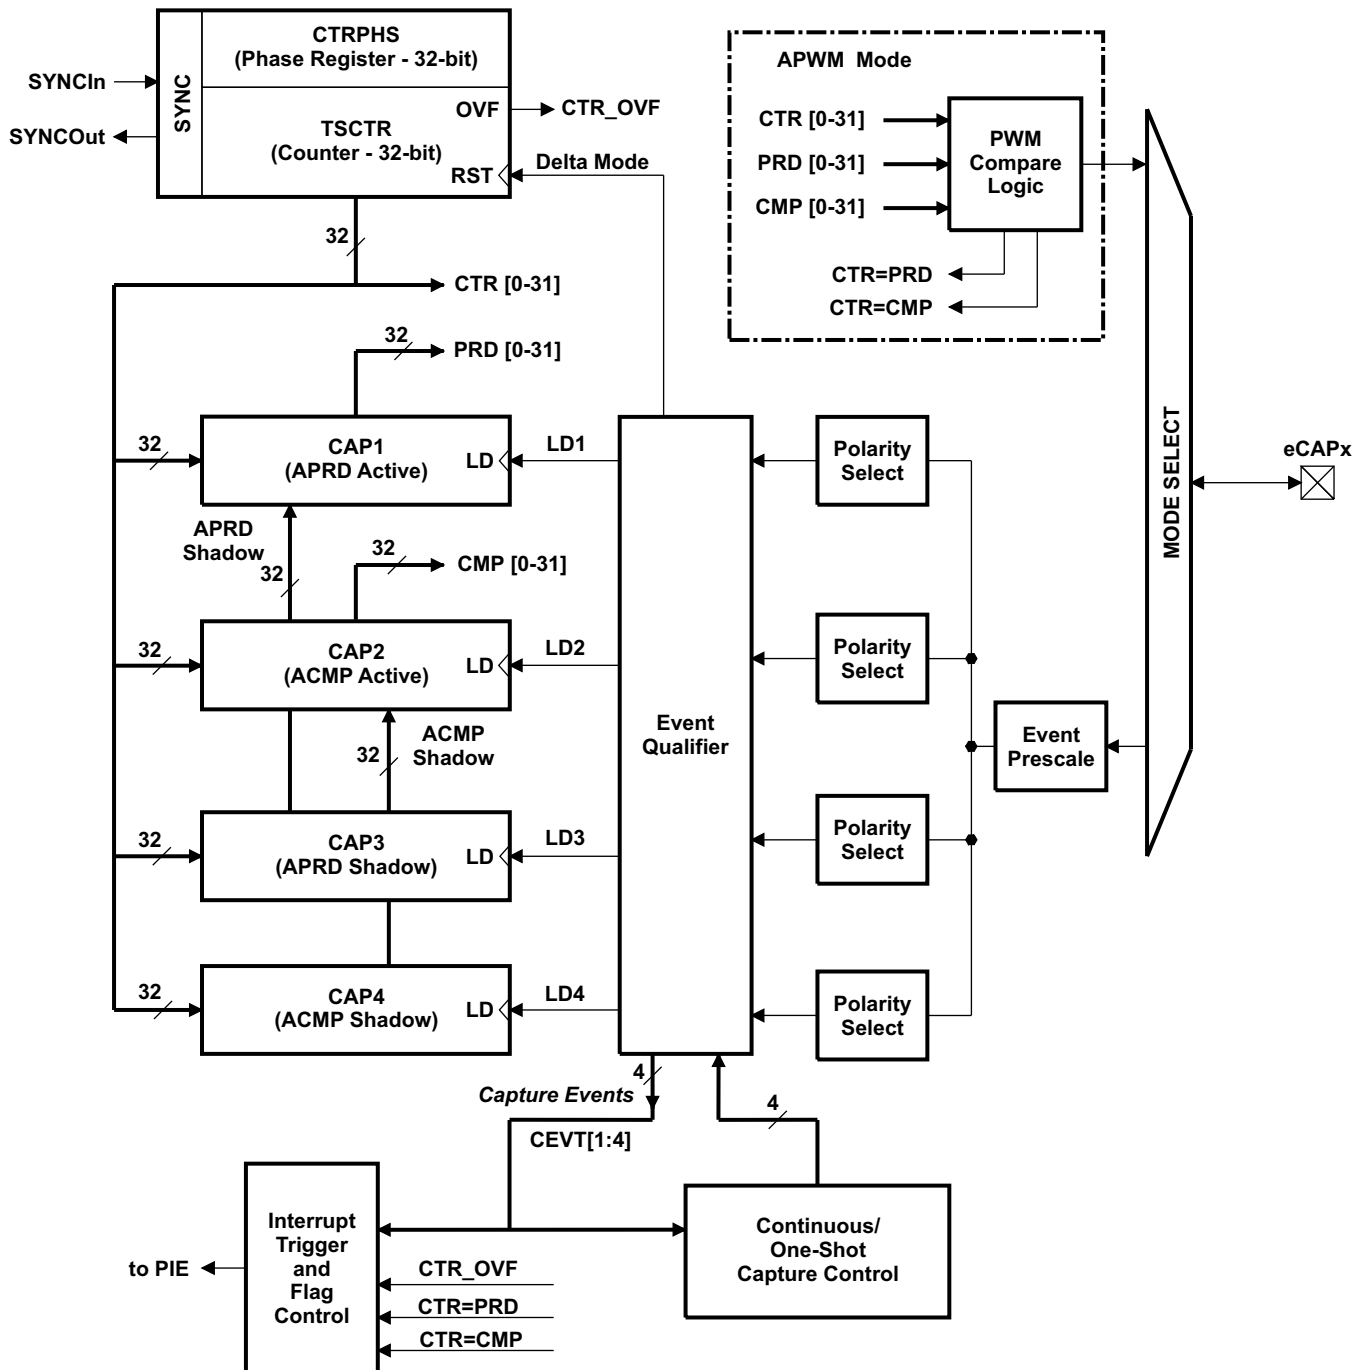 CTRPHS
(Phase Register - 32-bit)
SYNC
SYNCIn
SYNCOut
OVF
CTR_OVF
TSCTR
(Counter - 32-bit)
RST
Delta Mode
32
CTR [0-31]
32
PRD [0-31]
APWM Mode
CTR [0-31]
PRD [0-31]
CMP [0-31]
PWM
Compare
Logic
CTR=PRD
CTR=CMP
MODE SELECT
eCAPx
32
CAP1
(APRD Active)
LD
LD1
Polarity
Select
APRD
Shadow
32
32
CMP [0-31]
32
CAP2
(ACMP Active)
LD
LD2
Polarity
Select
32
ACMP
Shadow
Event
Qualifier
Event
Prescale
32
CAP3
(APRD Shadow)
LD
LD3
Polarity
Select
32
CAP4
(ACMP Shadow)
LD
LD4
Polarity
Select
4
Capture Events
CEVT[1:4]
4
Interrupt
Trigger
and
Flag
Control
to PIE
CTR_OVF
CTR=PRD
CTR=CMP
Continuous/
One-Shot
Capture Control